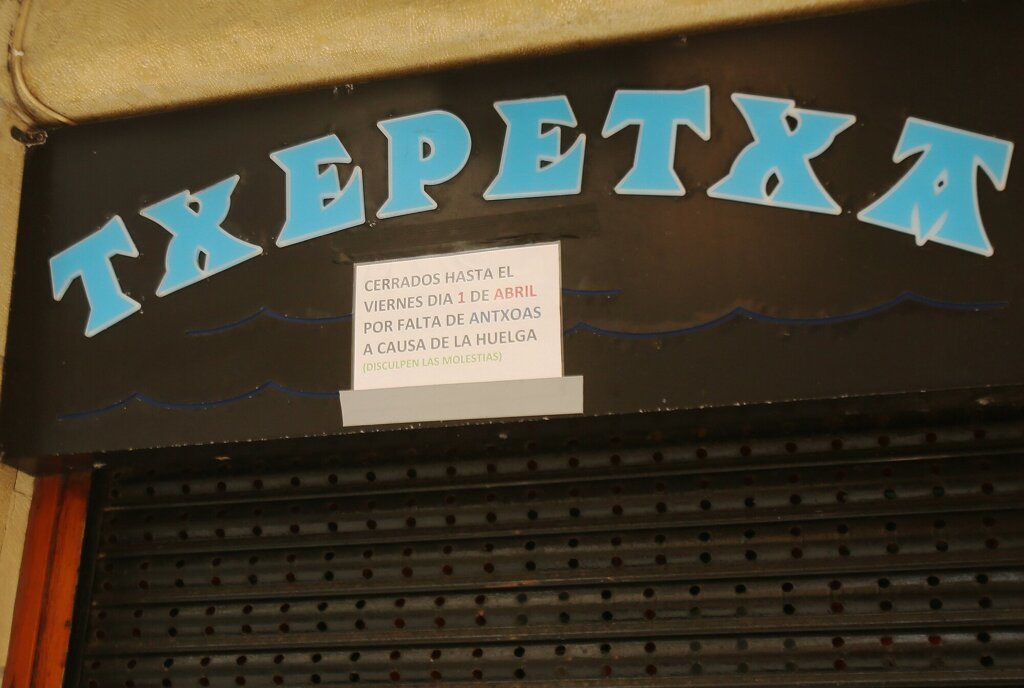 TXEPETXA
CERRADOS HASTA EL
VIERNES DIA 1 DE ABRIL
POR FALTA DE ANTXOAS
A CAUSA DE LA HUELGA
(DISCULPEN LAS MOLESTIAS)